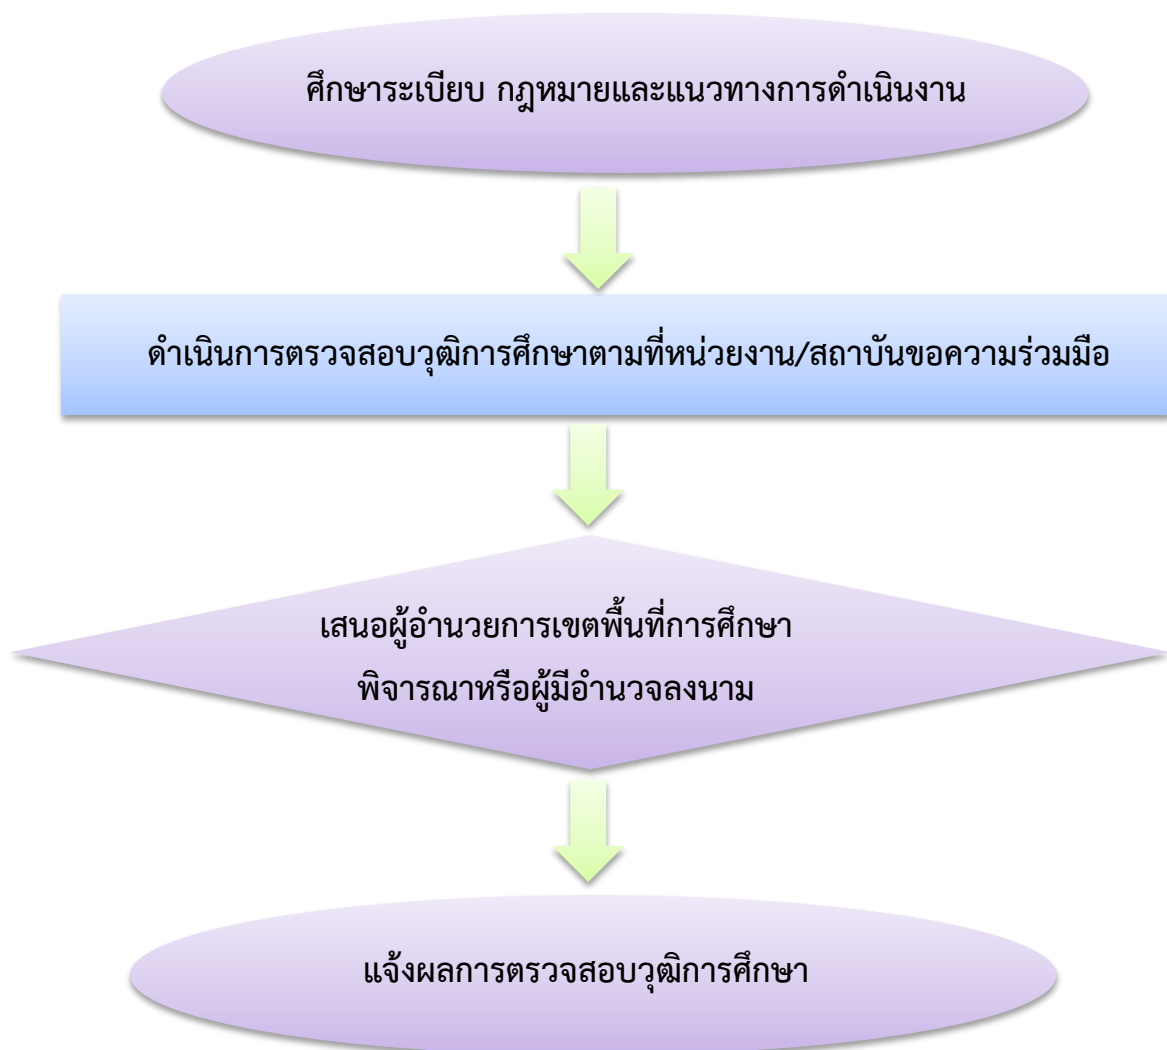 ศึกษาระเบียบ กฎหมายและแนวทางการดำเนินงาน
ดำเนินการตรวจสอบวุฒิการศึกษาตามที่หน่วยงาน/สถาบันขอความร่วมมือ
เสนอผู้อำนวยการเขตพื้นที่การศึกษา
พิจารณาหรือผู้มีอำนวจลงนาม
แจ้งผลการตรวจสอบวุฒิการศึกษา